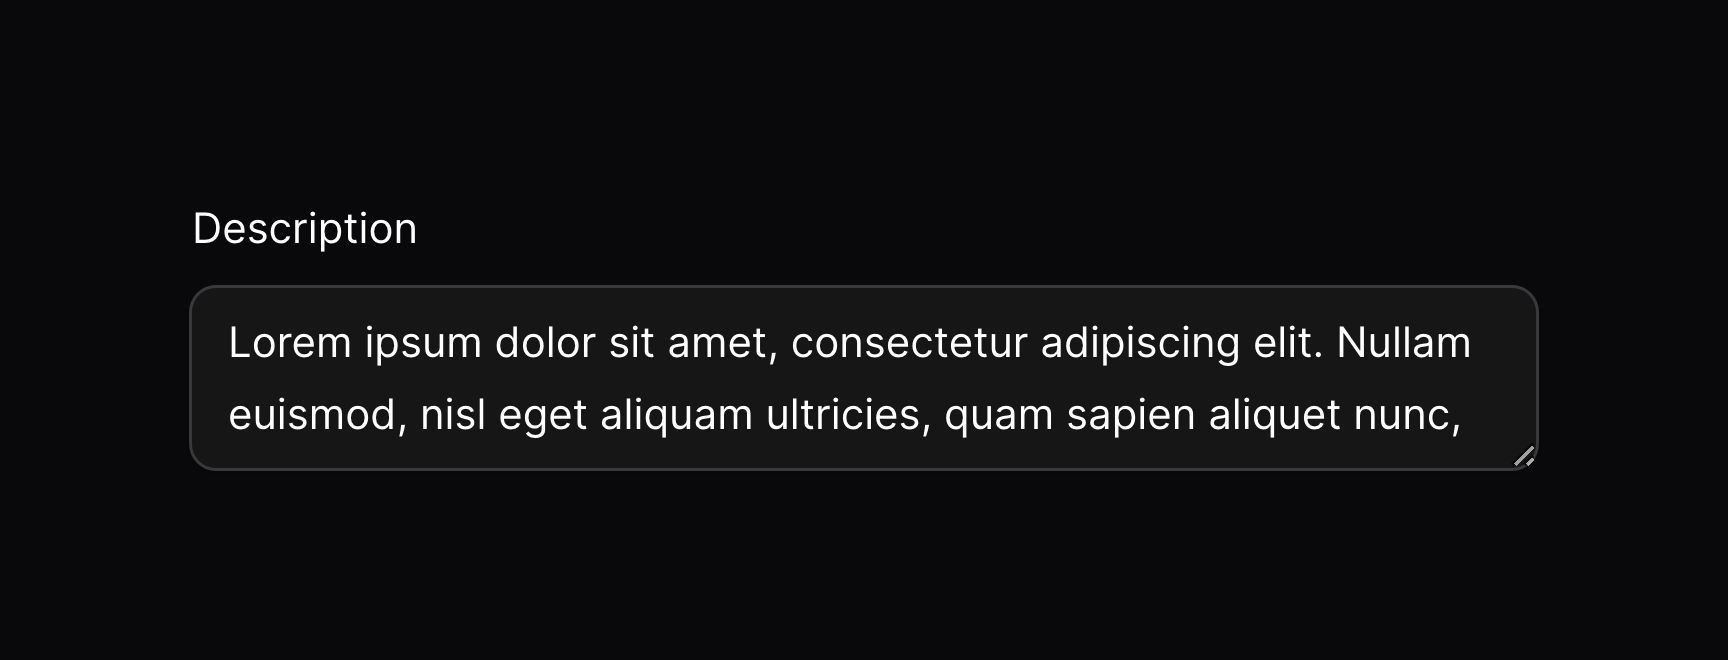 Description
Lorem ipsum dolor sit amet, consectetur adipiscing elit. Nullam
euismod, nisl eget aliquam ultricies, quam sapien aliquet nunc,